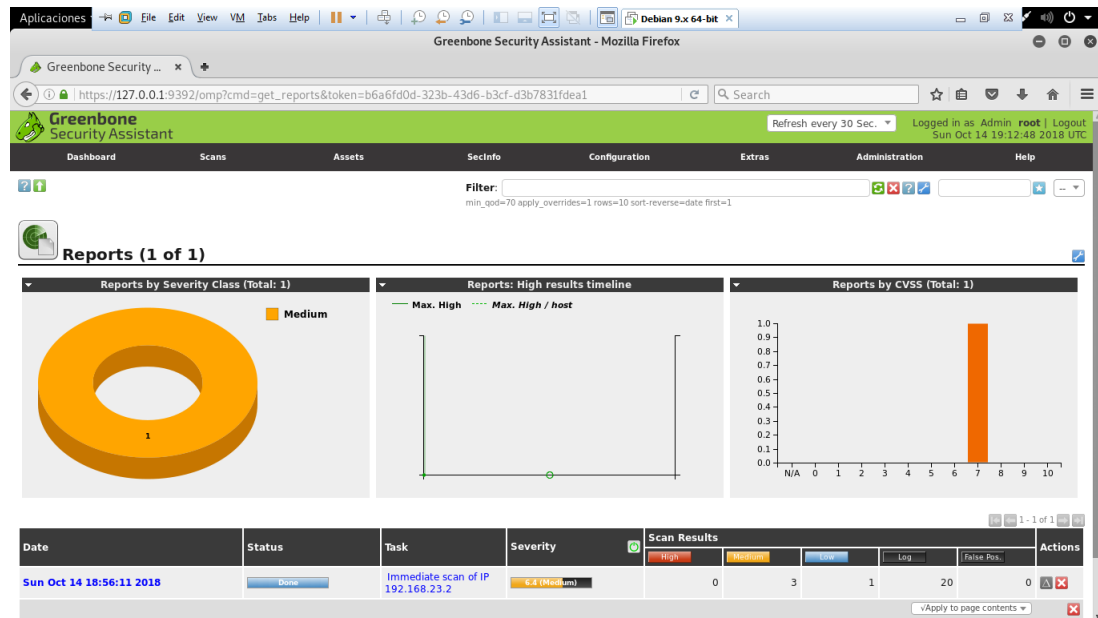 Aplicaciones File Edit View VM Tabs Help Debian 9.x 64-bit ×
Greenbone Security Assistant - Mozilla Firefox
Greenbone Security ... ×
https://127.0.0.1:9392/omp?cmd=get_reports&token=b6a6fd0d-323b-43d6-b3cf-d3b7831fdea1 Search
Greenbone
Security Assistant
Refresh every 30 Sec.
Logged in as Admin root | Logout
Sun Oct 14 19:12:48 2018 UTC
Dashboard Scans Assets SecInfo Configuration Extras Administration Help
Filter:
--
min_qod=70 apply_overrides=1 rows=10 sort-reverse=date first=1
Reports (1 of 1)
Reports by Severity Class (Total: 1)
Medium
1
Reports: High results timeline
Max. High Max. High / host
Reports by CVSS (Total: 1)
1.0
0.9
0.8
0.7
0.6
0.5
0.4
0.3
0.2
0.1
0.0
N/A 0 1 2 3 4 5 6 7 8 9 10
1 - 1 of 1
Date Status Task Severity Scan Results Actions
High Medium Low Log False Pos.
Sun Oct 14 18:56:11 2018 Done Immediate scan of IP 6.4 (Medium) 0 3 1 20 0
192.168.23.2
√Apply to page contents